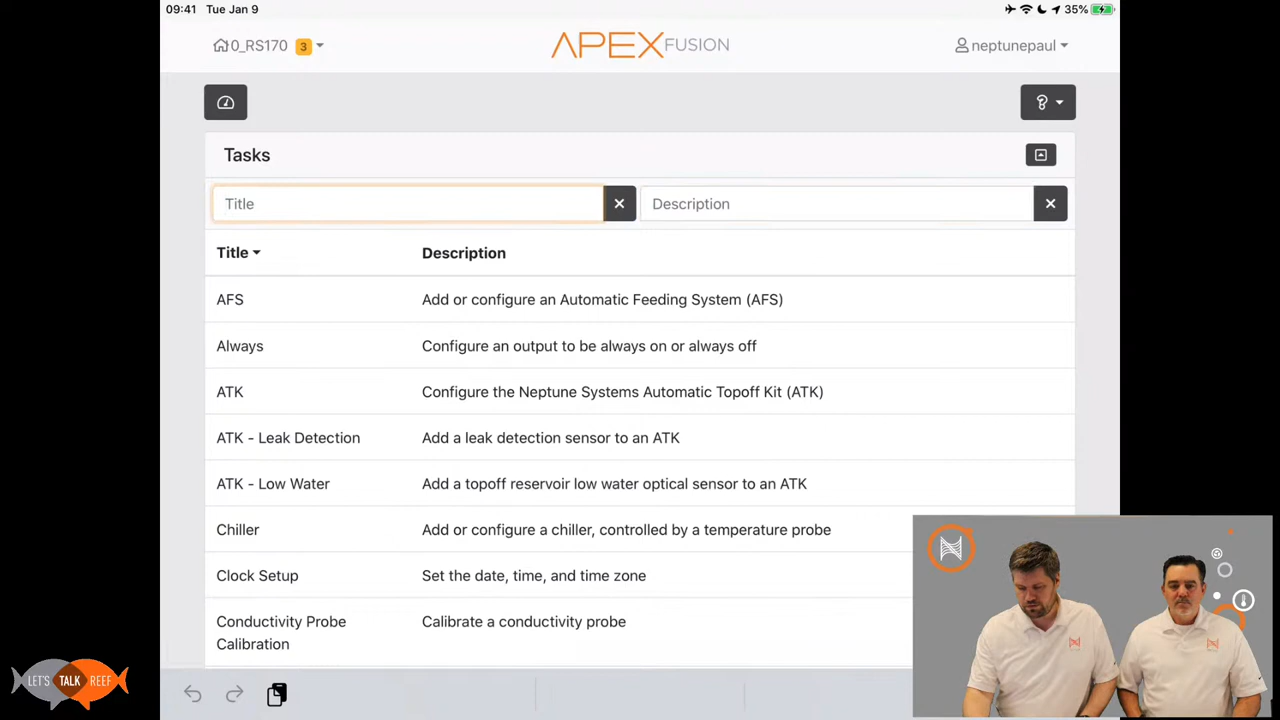 09:41 Tue Jan 9 35%
0_RS170 3
APEX FUSION
neptunepaul
Tasks
Title
Description
Title Description
AFS Add or configure an Automatic Feeding System (AFS)
Always Configure an output to be always on or always off
ATK Configure the Neptune Systems Automatic Topoff Kit (ATK)
ATK - Leak Detection Add a leak detection sensor to an ATK
ATK - Low Water Add a topoff reservoir low water optical sensor to an ATK
Chiller Add or configure a chiller, controlled by a temperature probe
Clock Setup Set the date, time, and time zone
Conductivity Probe Calibrate a conductivity probe
Calibration
LET'S TALK REEF